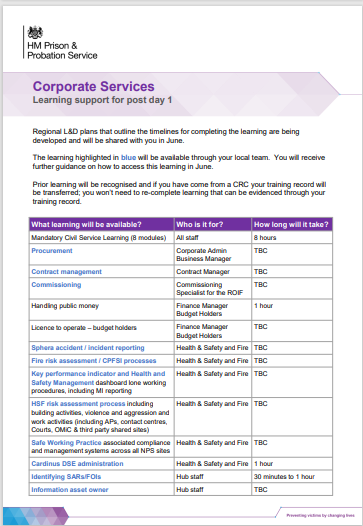 HM Prison &
Probation Service
Corporate Services
Learning support for post day 1
Regional L&D plans that outline the timelines for completing the learning are being
developed and will be shared with you in June.
The learning highlighted in blue will be available through your local team. You will receive
further guidance on how to access this learning in June.
Prior learning will be recognised and if you have come from a CRC your training record will
be transferred; you won't need to re-complete learning that can be evidenced through your
training record.
What learning will be available? Who is it for? How long will it take?
Mandatory Civil Service Learning (8 modules) All staff 8 hours
Procurement Corporate Admin TBC
Business Manager
Contract management Contract Manager TBC
Commissioning Commissioning TBC
Specialist for the ROIF
Handling public money Finance Manager 1 hour
Budget Holders
Licence to operate – budget holders Finance Manager TBC
Budget Holders
Sphera accident / incident reporting Health & Safety and Fire TBC
Fire risk assessment / CPFSI processes Health & Safety and Fire TBC
Key performance indicator and Health and Health & Safety and Fire TBC
Safety Management dashboard lone working
procedures, including MI reporting
HSF risk assessment process including Health & Safety and Fire TBC
building activities, violence and aggression and
work activities (including APs, contact centres,
Courts, OMiC & third party shared sites)
Safe Working Practice associated compliance Health & Safety and Fire TBC
and management systems across all NPS sites
Cardinus DSE administration Health & Safety and Fire 1 hour
Identifying SARs/FOIs Hub staff 30 minutes to 1 hour
Information asset owner Hub staff TBC
Preventing victims by changing lives